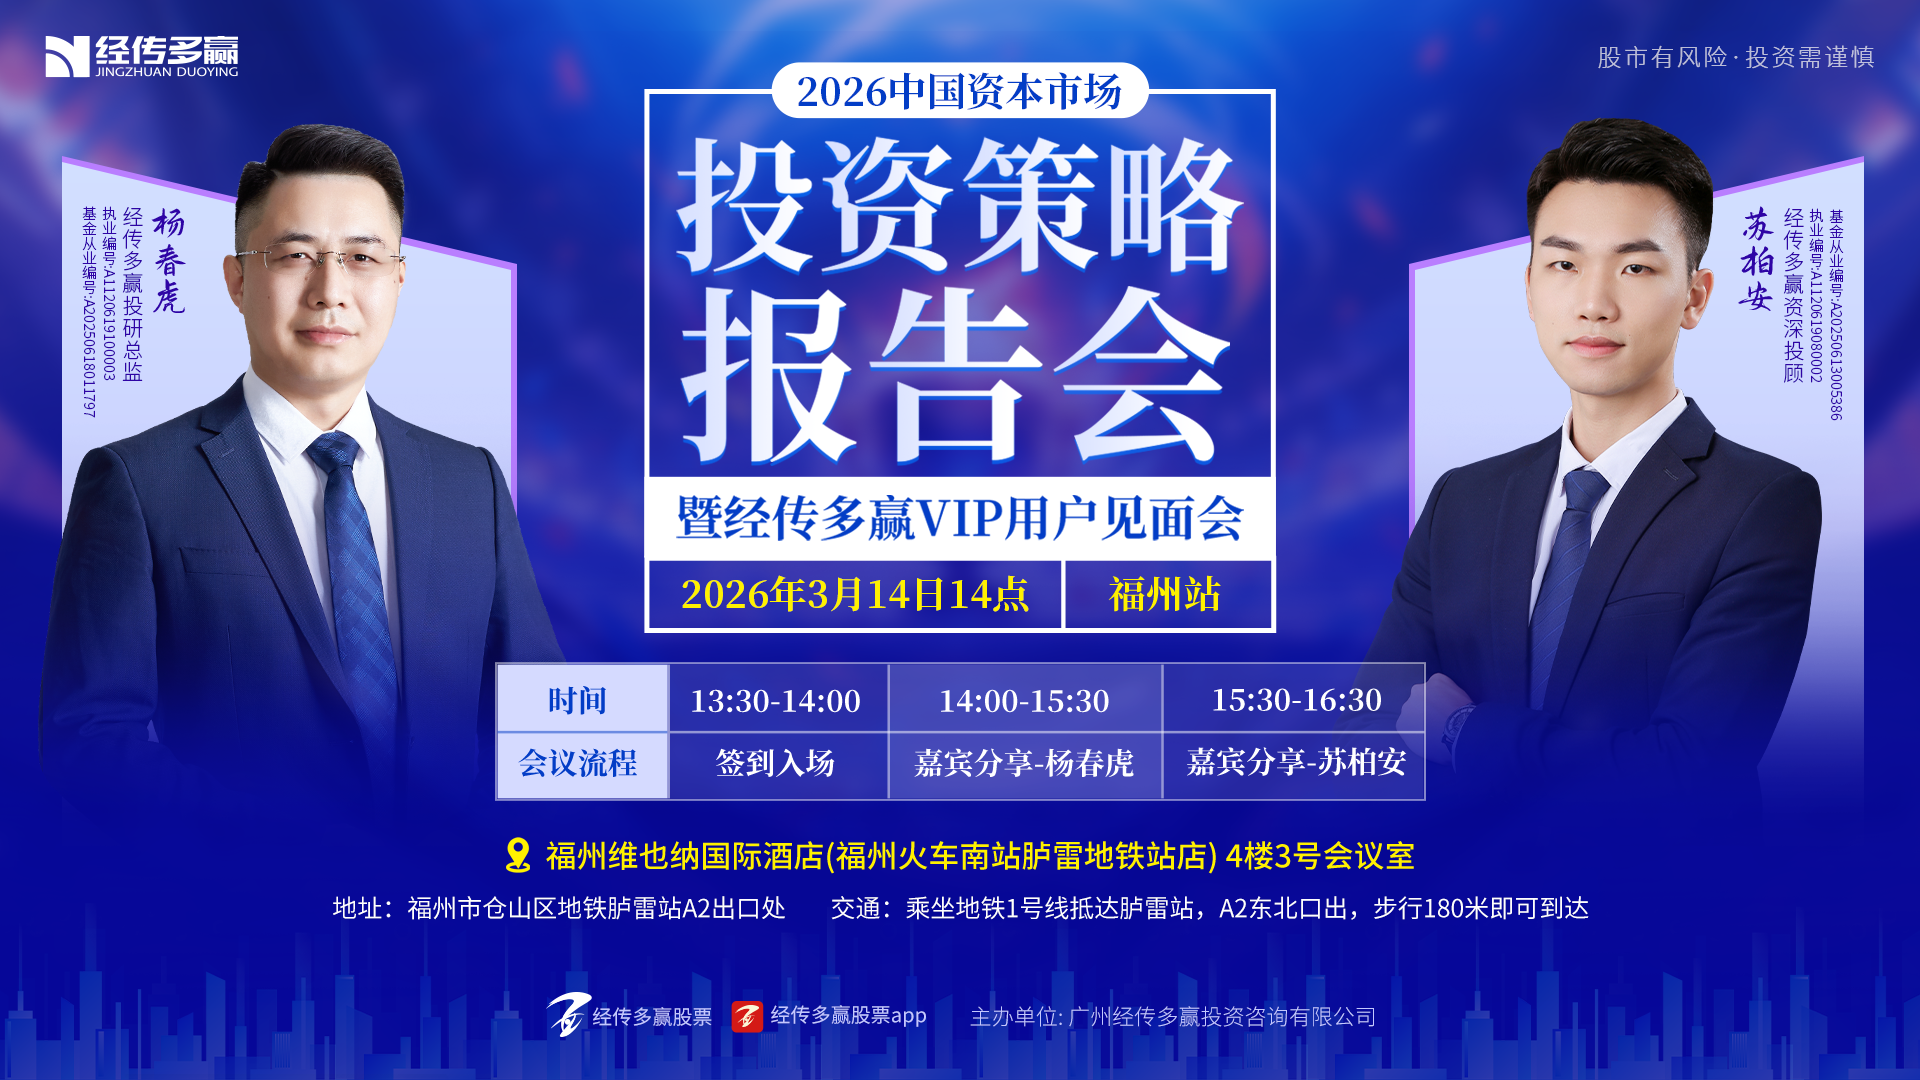 经传多赢
JINGZHUAN DUOYING
股市有风险·投资需谨慎
2026中国资本市场
投资策略
报告会
暨经传多赢VIP用户见面会
2026年3月14日14点
福州站
杨春虎
经传多赢投研总监
执业编号:A1120619100003
基金从业编号:A20250618011797
苏柏安
经传多赢资深投顾
执业编号:A1120619080002
基金从业编号:A20250613005386
时间 13:30-14:00 14:00-15:30 15:30-16:30
会议流程 签到入场 嘉宾分享-杨春虎 嘉宾分享-苏柏安
福州维也纳国际酒店(福州火车南站胪雷地铁站店) 4楼3号会议室
地址：福州市仓山区地铁胪雷站A2出口处 交通：乘坐地铁1号线抵达胪雷站，A2东北口出，步行180米即可到达
经传多赢股票 经传多赢股票app 主办单位: 广州经传多赢投资咨询有限公司